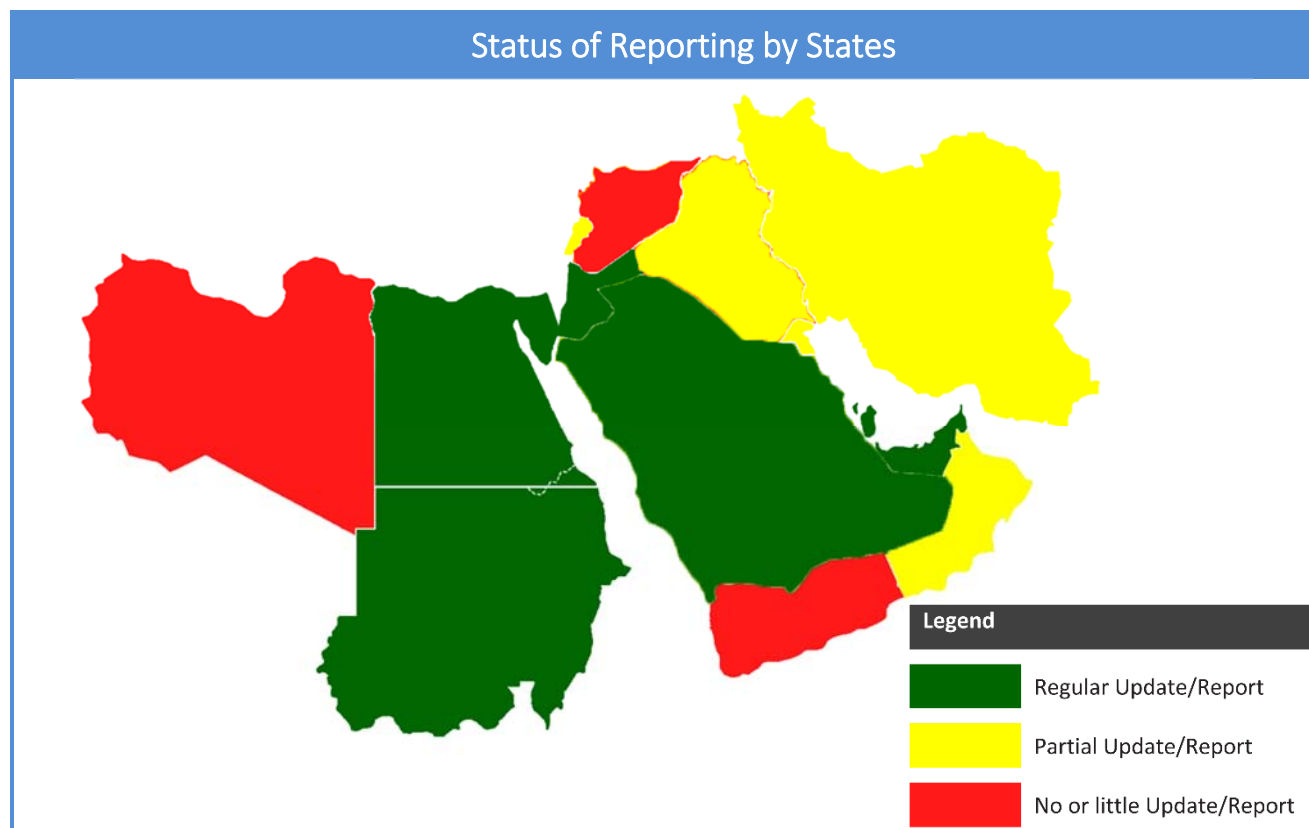 Status of Reporting by States
Legend
Regular Update/Report
Partial Update/Report
No or little Update/Report